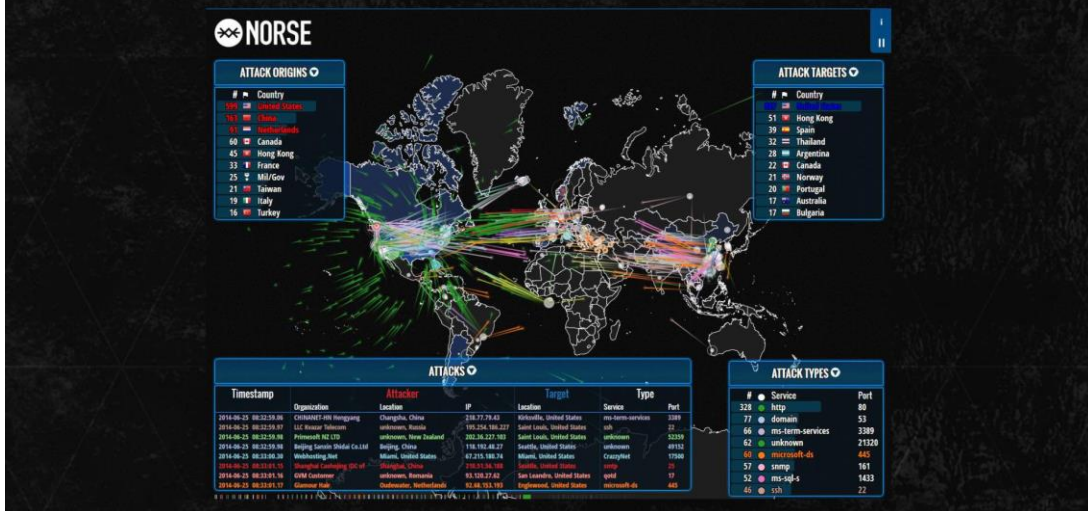 NORSE
i
ATTACK ORIGINS
# Country
599 United States
163 China
Netherlands
60 Canada
45 Hong Kong
33 France
25 Mil/Gov
21 Taiwan
19 Italy
16 Turkey
ATTACK TARGETS
# Country
United States
51 Hong Kong
39 Spain
32 Thailand
28 Argentina
22 Canada
21 Norway
20 Portugal
17 Australia
17 Bulgaria
ATTACKS
Timestamp Attacker Target Type
Organization Location IP Location Service Port
2014-06-25 08:32:59.06 CHINANET-HN Hengyang Changsha, China 218.77.79.43 Kirksville, United States ms-term-services 3389
2014-06-25 08:32:59.97 LLC unknown, Russia 195.254.186.227 Saint Louis, United States ssh 22
2014-06-25 08:32:59.98 Primesoft NZ LTD unknown, New Zealand 202.36.227.103 Saint Louis, United States unknown 52359
2014-06-25 08:32:59.98 Beijing Sanxin Shidai Co.Ltd Beijing, China 118.192.48.27 Seattle, United States unknown 49152
2014-06-25 08:33:00.30 Webhosting.Net Miami, United States 67.215.180.74 Miami, United States CrazzyNet 17500
2014-06-25 08:33:01.15 Shanghai IDC of Shanghai, China Seattle, United States smtp 25
2014-06-25 08:33:01.16 GVM Customer unknown, Romania 93.120.27.62 San Leandro, United States qotd 17
2014-06-25 08:33:01.17 Glamour Hair Oudewater, Netherlands 92.68.153.193 Englewood, United States microsoft-ds 445
ATTACK TYPES
# Service Port
328 http 80
77 domain 53
66 ms-term-services 3389
62 unknown 21320
60 microsoft-ds 445
57 snmp 161
52 ms-sql-s 1433
46 ssh 22